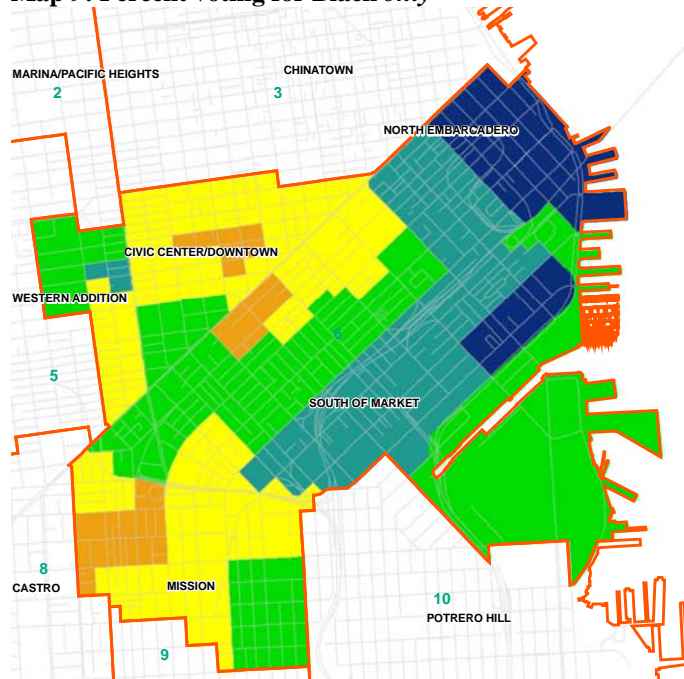 MARINA/PACIFIC HEIGHTS
CHINATOWN
2
3
NORTH EMBARCADERO
CIVIC CENTER/DOWNTOWN
WESTERN ADDITION
6
5
SOUTH OF MARKET
8
CASTRO
MISSION
10
POTRERO HILL
9